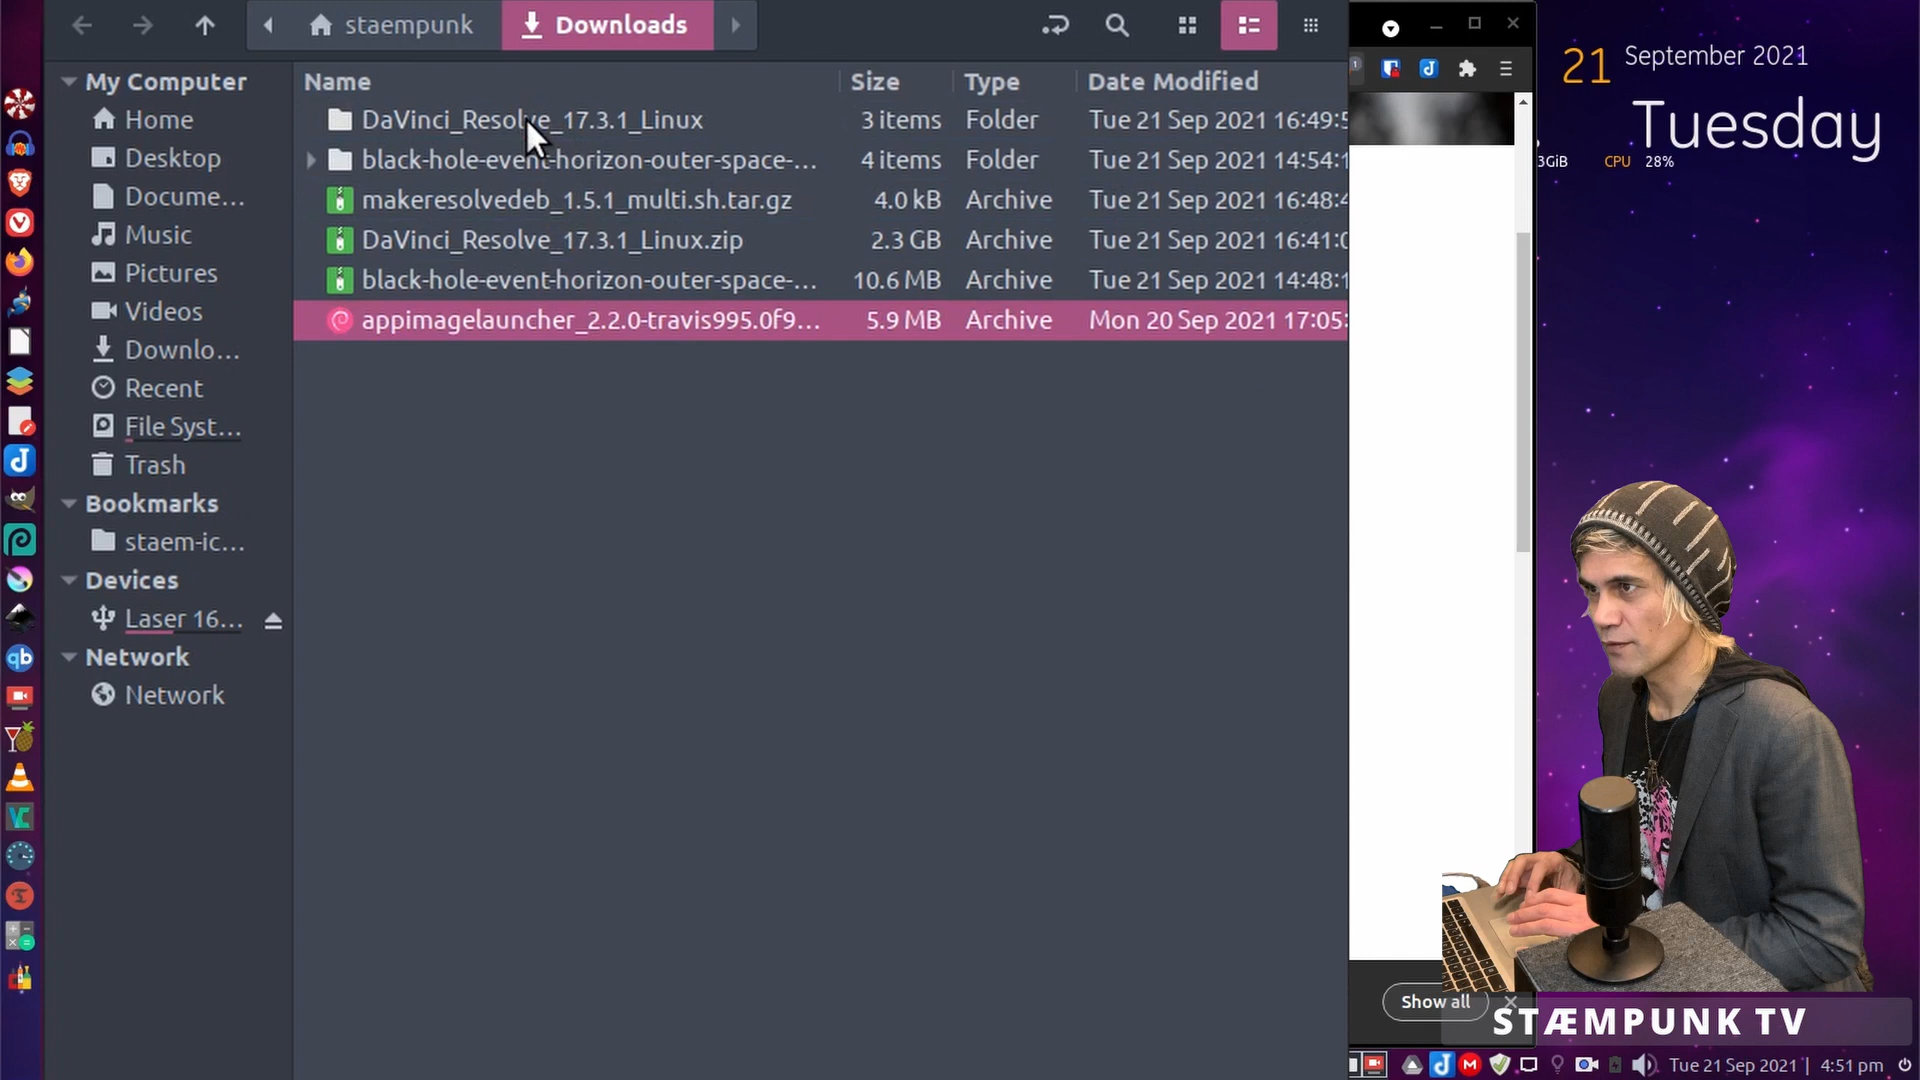 staempunk
Downloads
My Computer
Home
Desktop
Docume...
Music
Pictures
Videos
Downlo...
Recent
File Syst...
Trash
Bookmarks
staem-ic...
Devices
Laser 16...
Network
Network
Name Size Type Date Modified
DaVinci_Resolve_17.3.1_Linux 3 items Folder Tue 21 Sep 2021 16:49:5
black-hole-event-horizon-outer-space-... 4 items Folder Tue 21 Sep 2021 14:54:1
makeresolvedeb_1.5.1_multi.sh.tar.gz 4.0 kB Archive Tue 21 Sep 2021 16:48:4
DaVinci_Resolve_17.3.1_Linux.zip 2.3 GB Archive Tue 21 Sep 2021 16:41:0
black-hole-event-horizon-outer-space-... 10.6 MB Archive Tue 21 Sep 2021 14:48:1
appimagelauncher_2.2.0-travis995.0f9... 5.9 MB Archive Mon 20 Sep 2021 17:05:
21 September 2021
Tuesday
3GiB CPU 28%
Show all
STÆMPUNK TV
Tue 21 Sep 2021 | 4:51 pm